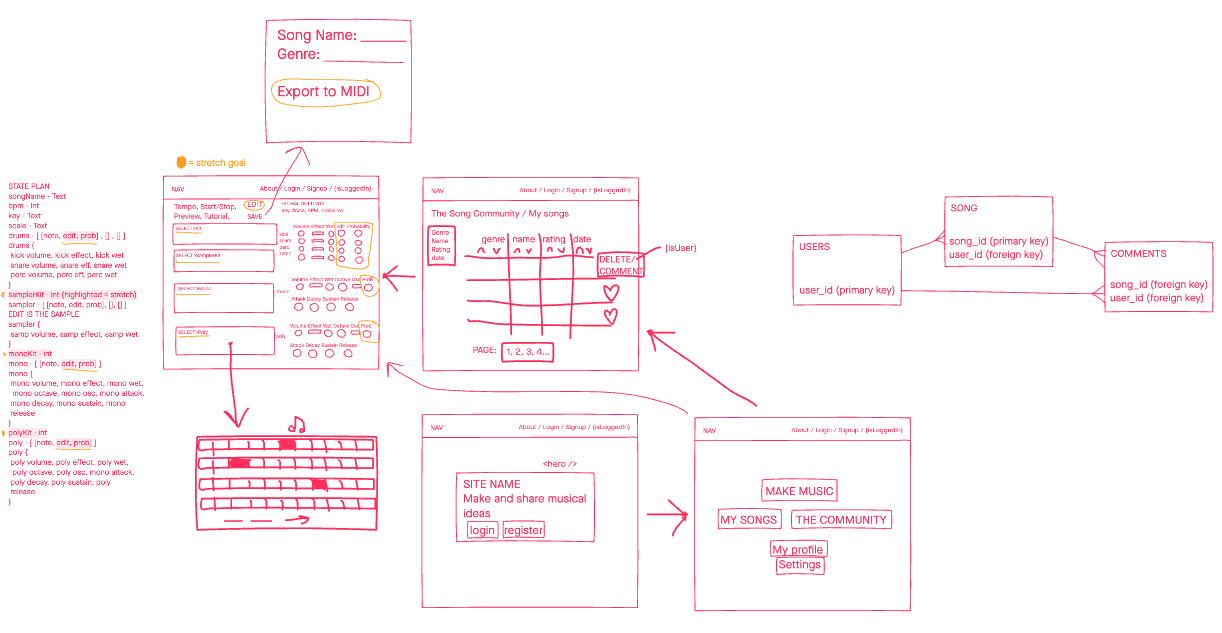 Song Name:
Genre:
Export to MIDI
= stretch goal
STATE PLAN
songName - Text
bpm - Int
key - Text
scale - Text
drums - [ [note, edit, prob] , [] , [] ]
drums {
kick volume, kick effect, kick wet
snare volume, snare eff, snare wet
perc volume, perc eff, perc wet
}
samplerKit - int (highlighted = stretch)
sampler - [ [note, edit, prob], [], [] ]
EDIT IS THE SAMPLE
sampler {
samp volume, samp effect, samp wet
}
monoKit - int
mono - [ [note, edit, prob] ]
mono {
mono volume, mono effect, mono wet,
mono octave, mono osc, mono attack,
mono decay, mono sustain, mono
release
}
polyKit - int
poly - [ [note, edit, prob] ]
poly {
poly volume, poly effect, poly wet,
poly octave, poly osc, mono attack,
poly decay, poly sustain, poly
release
}
NAV
About / Login / Signup / {isLoggedIn}
Tempo, Start/Stop,
Preview, Tutorial,
EDIT
SAVE
GLOBAL SETTINGS
Key, Scale, BPM, Global Vol
SELECT>Kit
SELECT>SamplerKit
SELECT>Mono
SELECT>Poly
Volume Effect Wet Edit Probability
kick
snare
perc
samp
Volume Effect Wet Octave Osc Prob
mono
Attack Decay Sustain Release
Volume Effect Wet Octave Osc Prob
poly
Attack Decay Sustain Release
NAV
About / Login / Signup / {isLoggedIn}
The Song Community / My songs
Genre
Name
Rating
date
genre name rating date
DELETE/
COMMENT
{isUser}
PAGE: 1, 2, 3, 4...
NAV
About / Login / Signup / {isLoggedIn}
<hero />
SITE NAME
Make and share musical
ideas
login register
NAV
About / Login / Signup / {isLoggedIn}
MAKE MUSIC
MY SONGS THE COMMUNITY
My profile
Settings
USERS
user_id (primary key)
SONG
song_id (primary key)
user_id (foreign key)
COMMENTS
song_id (foreign key)
user_id (foreign key)